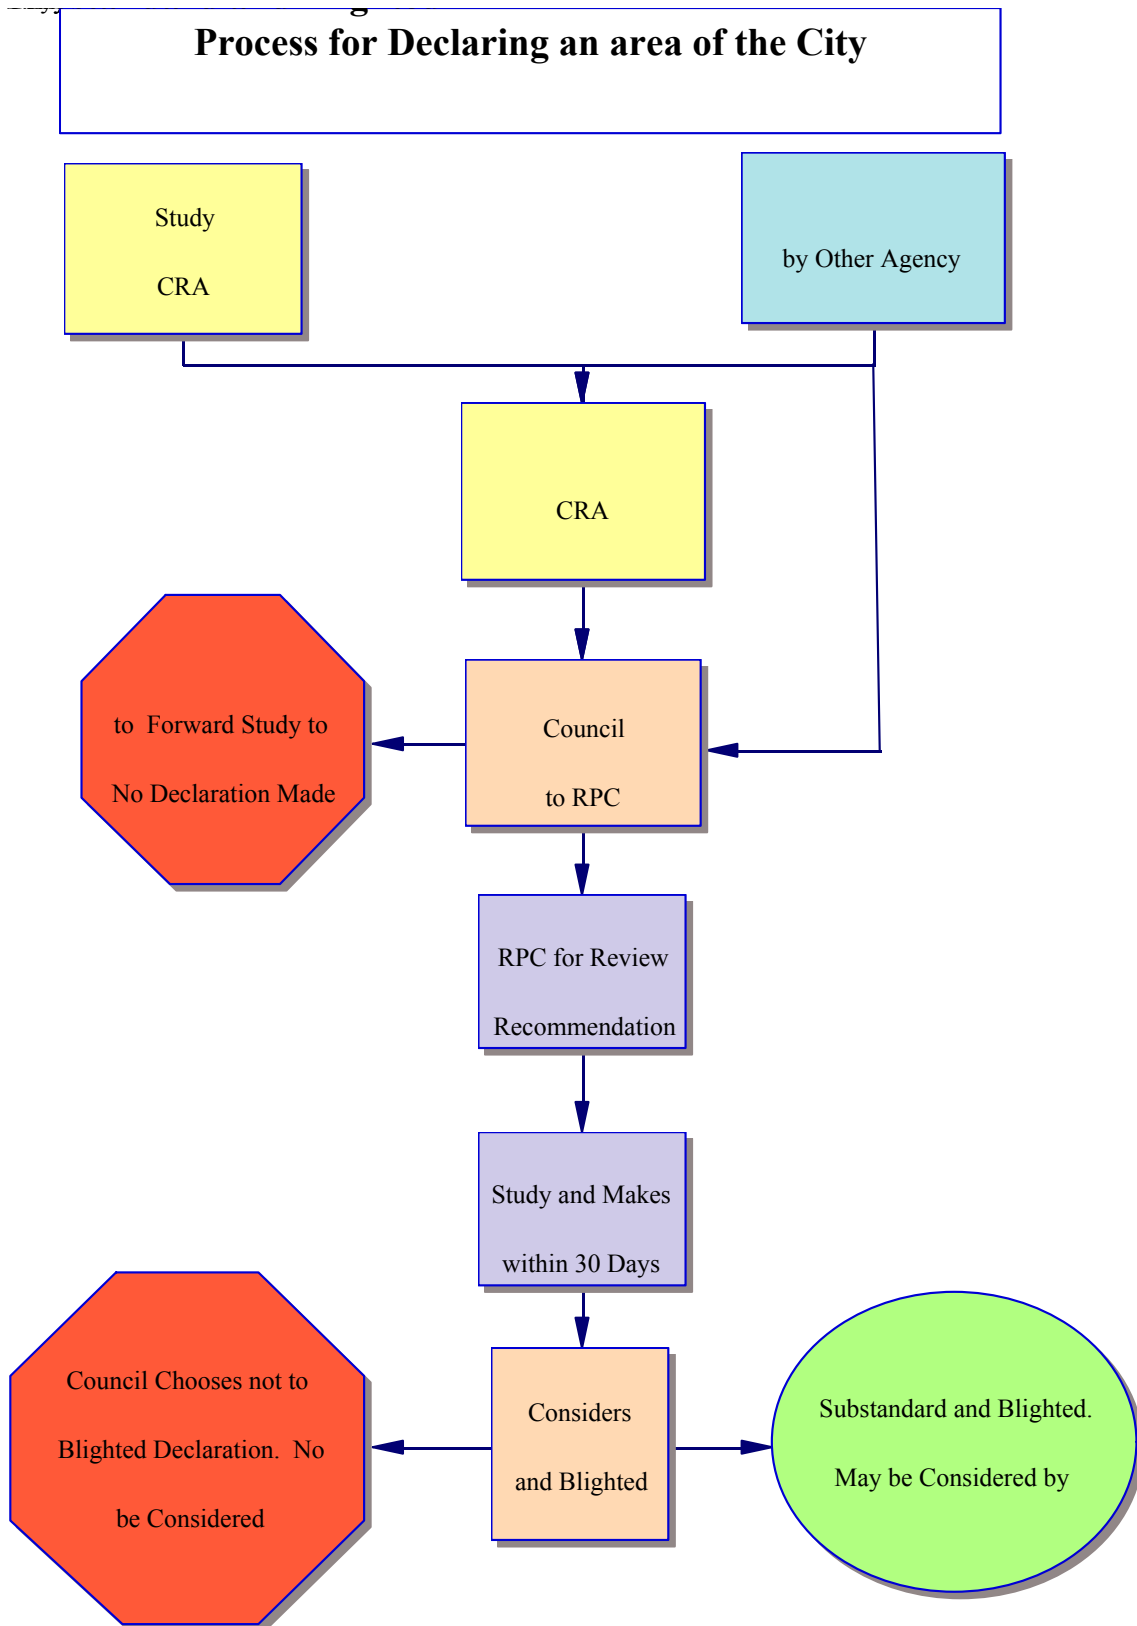 Process for Declaring an area of the City
Study
CRA
by Other Agency
CRA
to Forward Study to
No Declaration Made
Council
to RPC
RPC for Review
Recommendation
Study and Makes
within 30 Days
Council Chooses not to
Blighted Declaration. No
be Considered
Considers
and Blighted
Substandard and Blighted.
May be Considered by